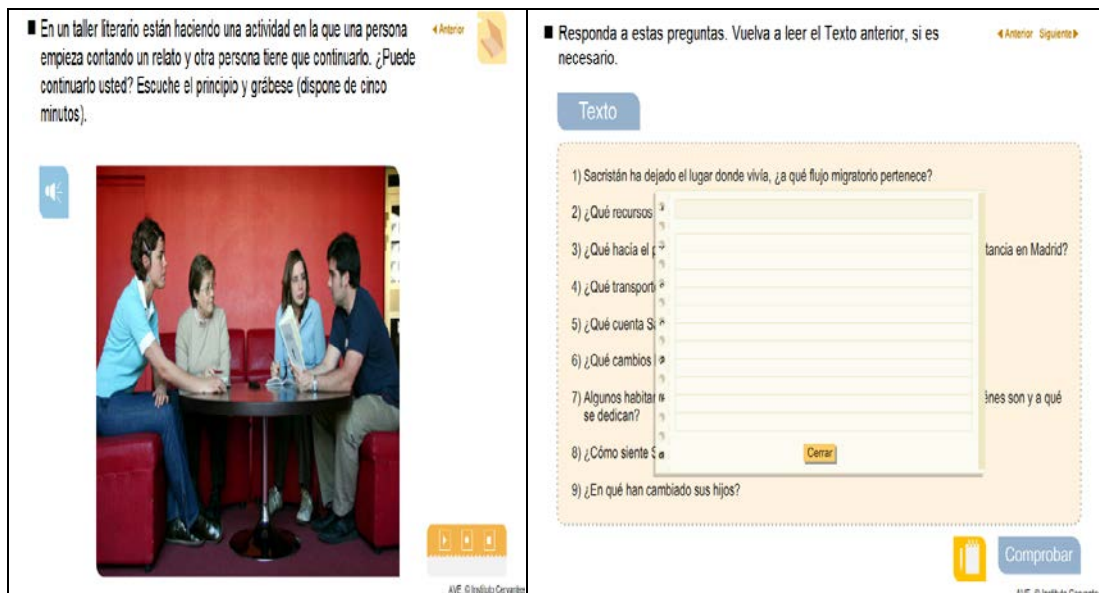 En un taller literario están haciendo una actividad en la que una persona
empieza contando un relato y otra persona tiene que continuarlo. ¿Puede
continuarlo usted? Escuche el principio y grábese (dispone de cinco
minutos).
Anterior
AVE. © Instituto Cervantes
Responda a estas preguntas. Vuelva a leer el Texto anterior, si es
necesario.
Anterior Siguiente
Texto
1) Sacristán ha dejado el lugar donde vivía, ¿a qué flujo migratorio pertenece?
2) ¿Qué recursos
3) ¿Qué hacía el p tancia en Madrid?
4) ¿Qué transport
5) ¿Qué cuenta S
6) ¿Qué cambios
7) Algunos habitan énes son y a qué
se dedican?
8) ¿Cómo siente S
9) ¿En qué han cambiado sus hijos?
Cerrar
Comprobar